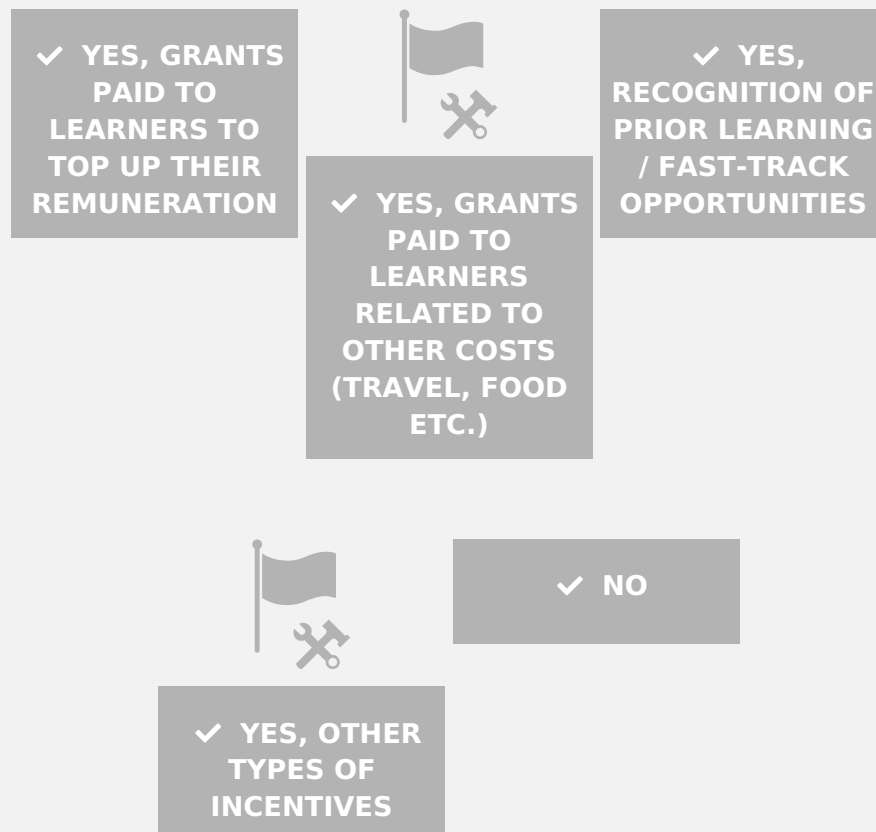 ✔ YES, GRANTS
PAID TO
LEARNERS TO
TOP UP THEIR
REMUNERATION
✔ YES, GRANTS
PAID TO
LEARNERS
RELATED TO
OTHER COSTS
(TRAVEL, FOOD
ETC.)
✔ YES,
RECOGNITION OF
PRIOR LEARNING
/ FAST-TRACK
OPPORTUNITIES
✔ YES, OTHER
TYPES OF
INCENTIVES
✔ NO